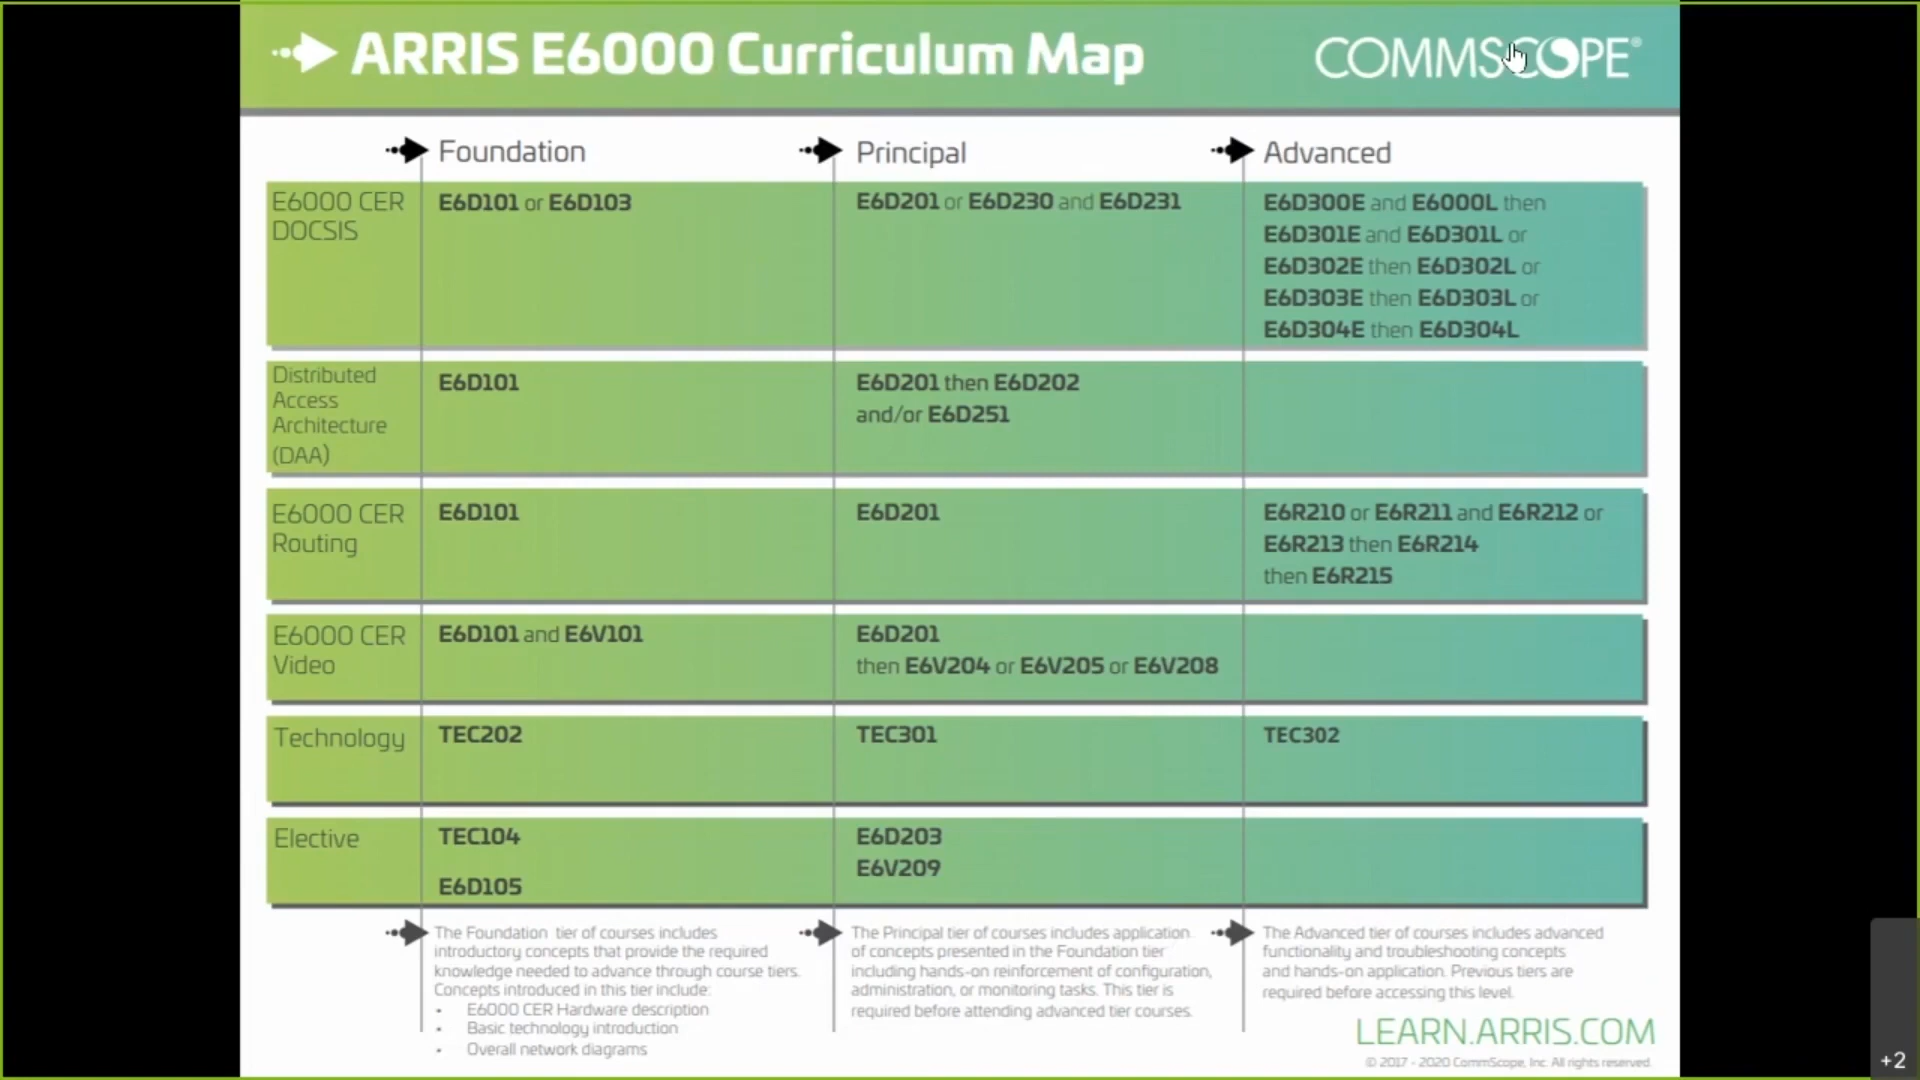 ARRIS E6000 Curriculum Map
COMMSCOPE®
Foundation
Principal
Advanced
E6000 CER
DOCSIS
E6D101 or E6D103
E6D201 or E6D230 and E6D231
E6D300E and E6000L then
E6D301E and E6D301L or
E6D302E then E6D302L or
E6D303E then E6D303L or
E6D304E then E6D304L
Distributed
Access
Architecture
(DAA)
E6D101
E6D201 then E6D202
and/or E6D251
E6000 CER
Routing
E6D101
E6D201
E6R210 or E6R211 and E6R212 or
E6R213 then E6R214
then E6R215
E6000 CER
Video
E6D101 and E6V101
E6D201
then E6V204 or E6V205 or E6V208
Technology
TEC202
TEC301
TEC302
Elective
TEC104
E6D105
E6D203
E6V209
The Foundation tier of courses includes
introductory concepts that provide the required
knowledge needed to advance through course tiers.
Concepts introduced in this tier include:
• E6000 CER Hardware description
• Basic technology introduction
• Overall network diagrams
The Principal tier of courses includes application
of concepts presented in the Foundation tier
including hands-on reinforcement of configuration,
administration, or monitoring tasks. This tier is
required before attending advanced tier courses.
The Advanced tier of courses includes advanced
functionality and troubleshooting concepts
and hands-on application. Previous tiers are
required before accessing this level.
LEARN.ARRIS.COM
© 2017 - 2020 CommScope, Inc. All rights reserved.
+2